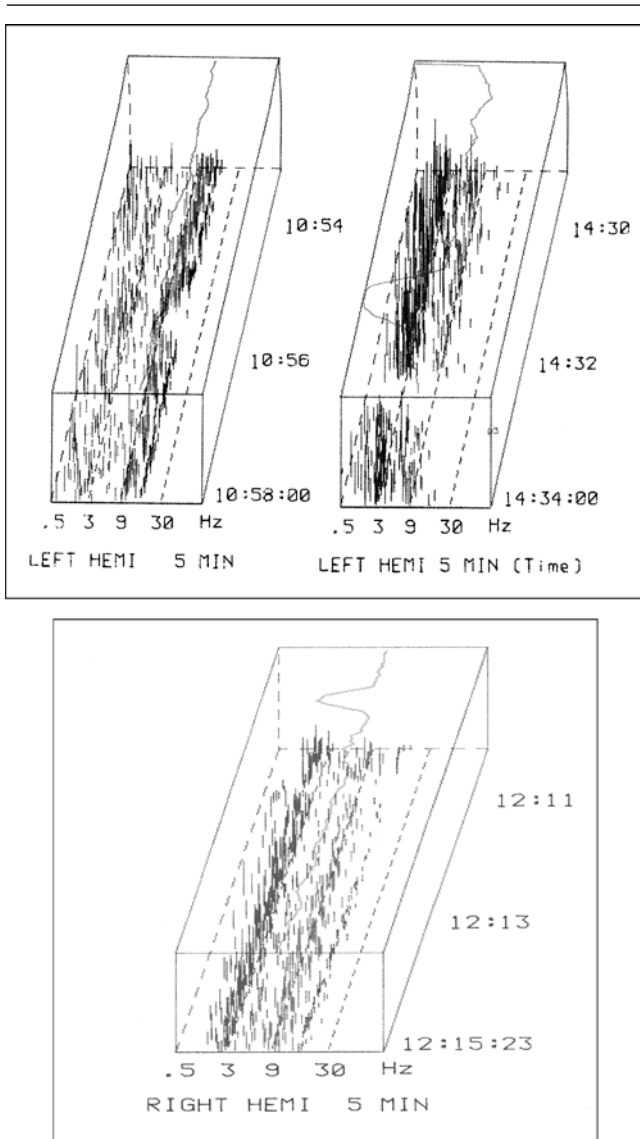 10:54
10:56
10:58:00
.5 3 9 30 Hz
LEFT HEMI 5 MIN
14:30
14:32
14:34:00
.5 3 9 30 Hz
LEFT HEMI 5 MIN (Time)
12:11
12:13
12:15:23
.5 3 9 30 Hz
RIGHT HEMI 5 MIN